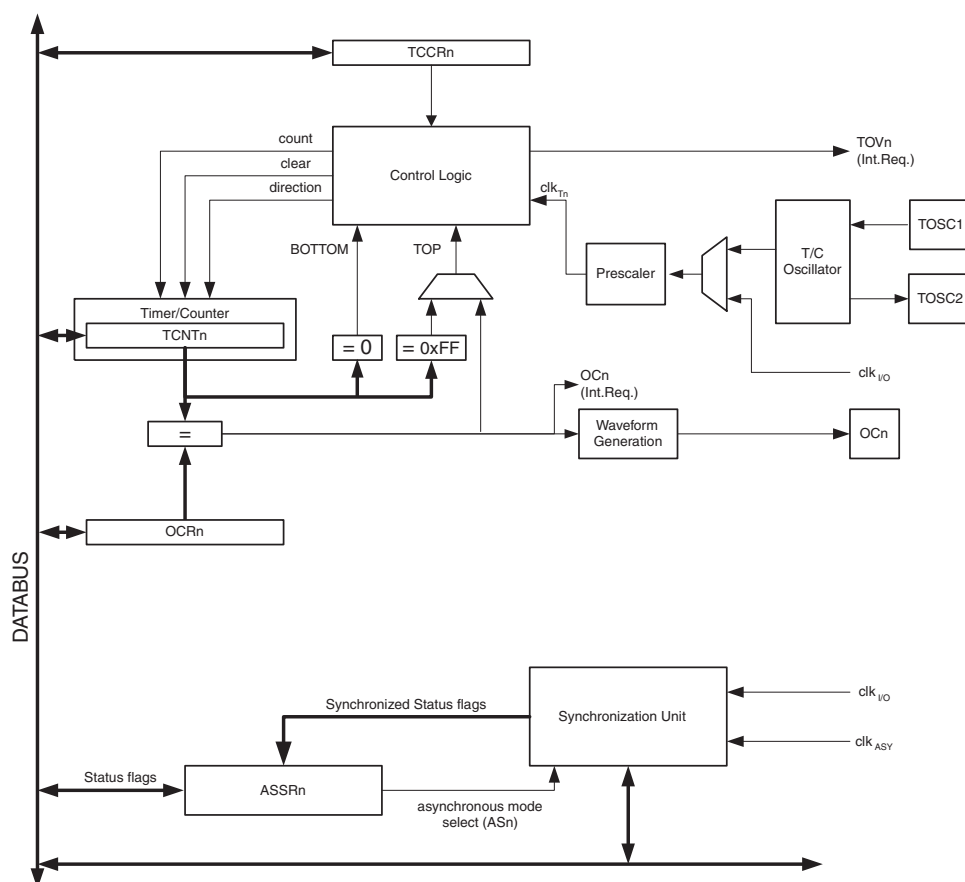 TCCRn
count
clear
direction
Control Logic
TOVn
(Int.Req.)
clkTn
BOTTOM
TOP
TOSC1
T/C
Oscillator
Prescaler
TOSC2
Timer/Counter
TCNTn
= 0
= 0xFF
OCn
(Int.Req.)
clkI/O
=
Waveform
Generation
OCn
OCRn
DATABUS
Synchronized Status flags
Synchronization Unit
clkI/O
clkASY
Status flags
ASSRn
asynchronous mode
select (ASn)